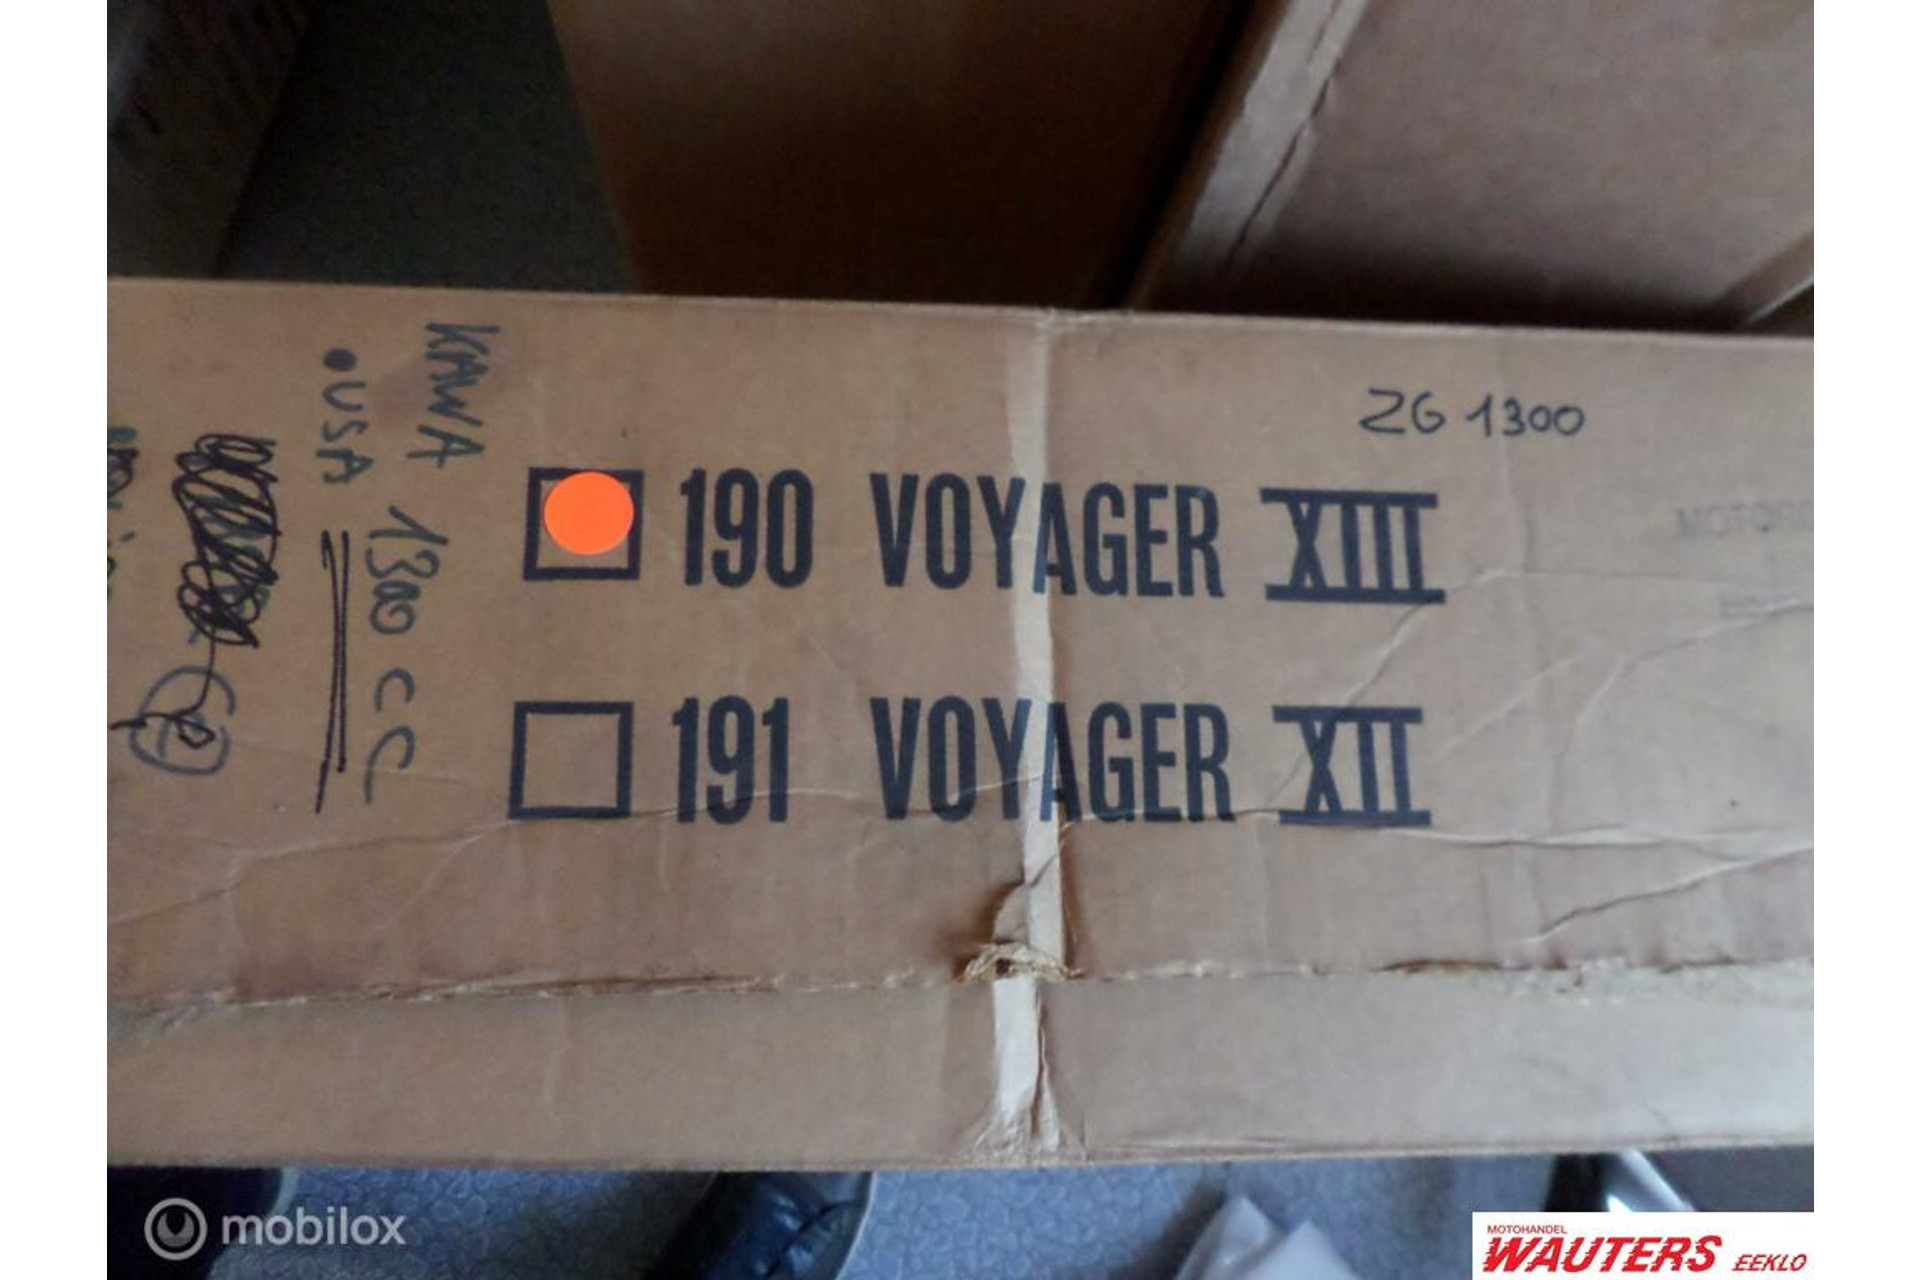 KAWA 1300 CC
• USA
ZG 1300
190 VOYAGER XIII
191 VOYAGER XII
mobilox
MOTOHANDEL
WAUTERS EEKLO